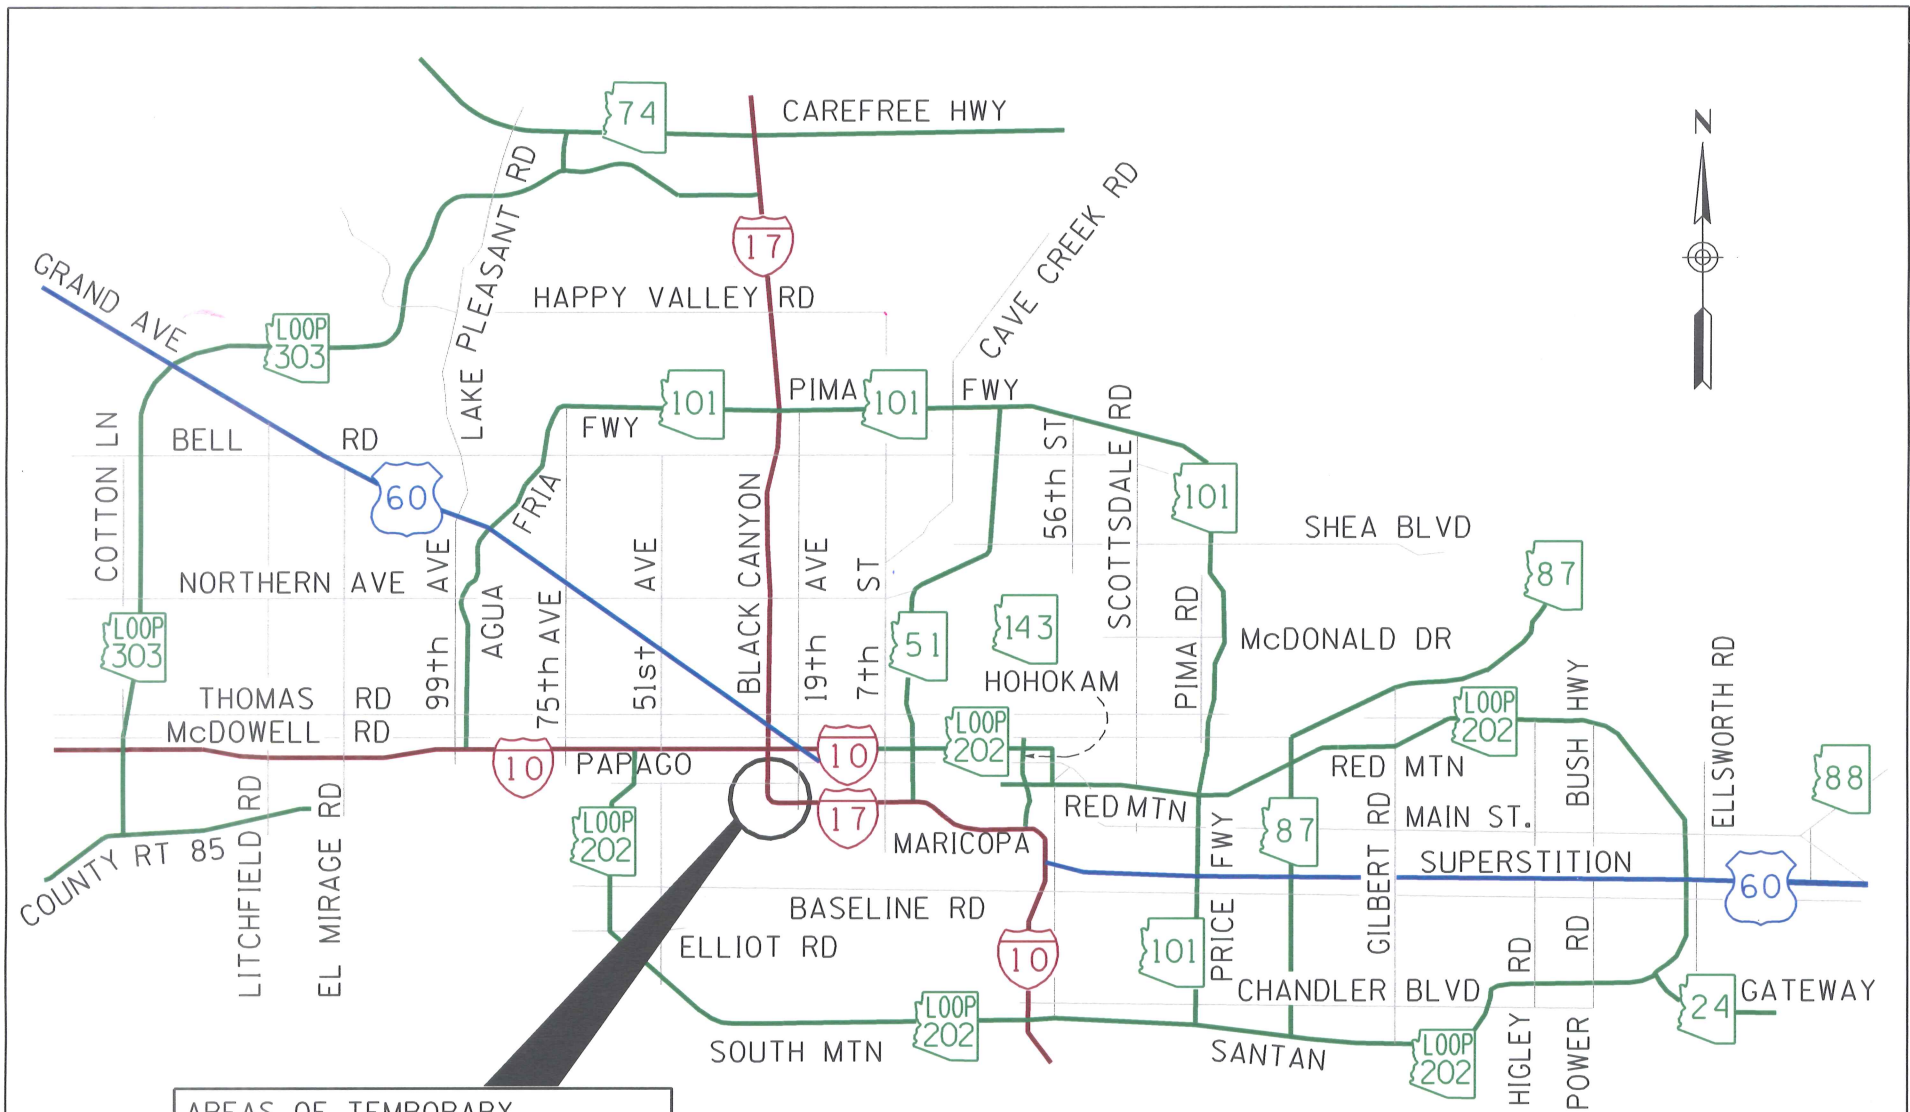 74
CAREFREE HWY
N
RD
CAVE CREEK RD
17
LAKE PLEASANT
GRAND AVE
HAPPY VALLEY RD
LOOP
303
PIMA
FWY
101
101
FWY
COTTON LN
BELL RD
60
FRIA
BLACK CANYON
56th ST
SCOTTSDALE RD
101
SHEA BLVD
NORTHERN AVE
99th AVE
AGUA
75th AVE
51st AVE
19th AVE
7th ST
87
LOOP
303
51
143
PIMA RD
McDONALD DR
HOHOKAM
THOMAS RD
McDOWELL RD
LOOP
202
LOOP
202
BUSH HWY
ELLSWORTH RD
10
PAPAGO
10
RED MTN
88
LITCHFIELD RD
EL MIRAGE RD
LOOP
202
17
RED MTN
87
GILBERT RD
MAIN ST.
COUNTY RT 85
MARICOPA
PRICE FWY
SUPERSTITION
60
BASELINE RD
ELLIOT RD
10
101
HIGLEY RD
POWER RD
CHANDLER BLVD
24
GATEWAY
LOOP
202
SOUTH MTN
SANTAN
LOOP
202
AREAS OF TEMPORARY